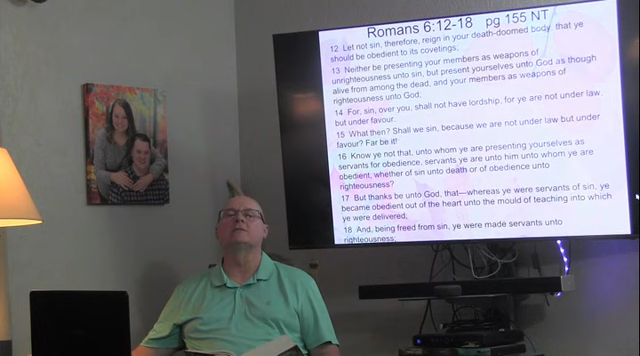 Romans 6:12-18 pg 155 NT
12 Let not sin, therefore, reign in your death-doomed body, that ye
should be obedient to its covetings;
13 Neither be presenting your members as weapons of
unrighteousness unto sin, but present yourselves unto God as though
alive from among the dead, and your members as weapons of
righteousness unto God;
14 For, sin, over you, shall not have lordship, for ye are not under law,
but under favour.
15 What then? Shall we sin, because we are not under law but under
favour? Far be it!
16 Know ye not that, unto whom ye are presenting yourselves as
servants for obedience, servants ye are unto him unto whom ye are
obedient, whether of sin unto death or of obedience unto
righteousness?
17 But thanks be unto God, that—whereas ye were servants of sin, ye
became obedient out of the heart unto the mould of teaching into which
ye were delivered,
18 And, being freed from sin, ye were made servants unto
righteousness;